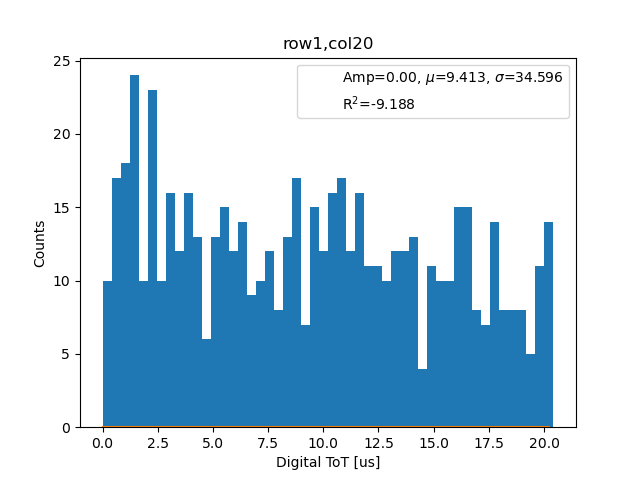 row1,col20
Amp=0.00, μ=9.413, σ=34.596
R²=-9.188
25
20
15
10
5
0
Counts
0.0 2.5 5.0 7.5 10.0 12.5 15.0 17.5 20.0
Digital ToT [us]